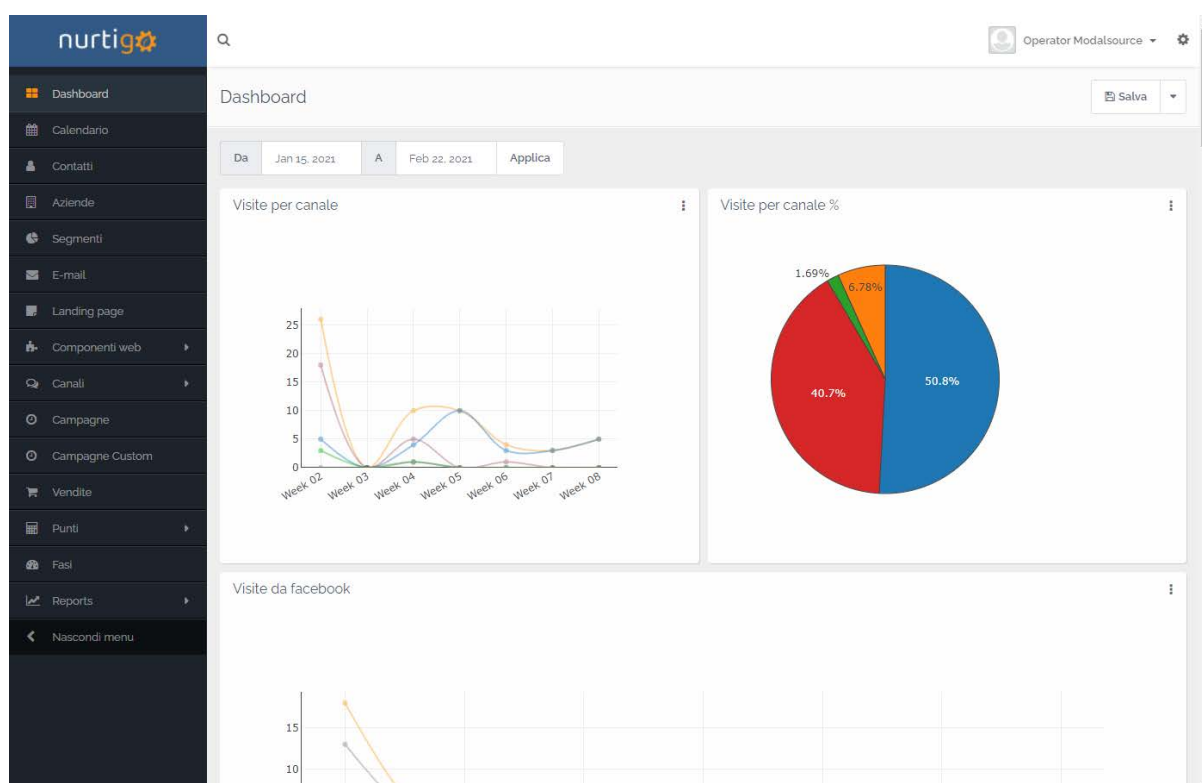 nurtigo
Operator Modalsource
Dashboard
Calendario
Contatti
Aziende
Segmenti
E-mail
Landing page
Componenti web
Canali
Campagne
Campagne Custom
Vendite
Punti
Fasi
Reports
Nascondi menu
Dashboard
Salva
Da Jan 15, 2021 A Feb 22, 2021 Applica
Visite per canale
25
20
15
10
5
0
Week 02 Week 03 Week 04 Week 05 Week 06 Week 07 Week 08
Visite per canale %
1.69%
6.78%
50.8%
40.7%
Visite da facebook
15
10